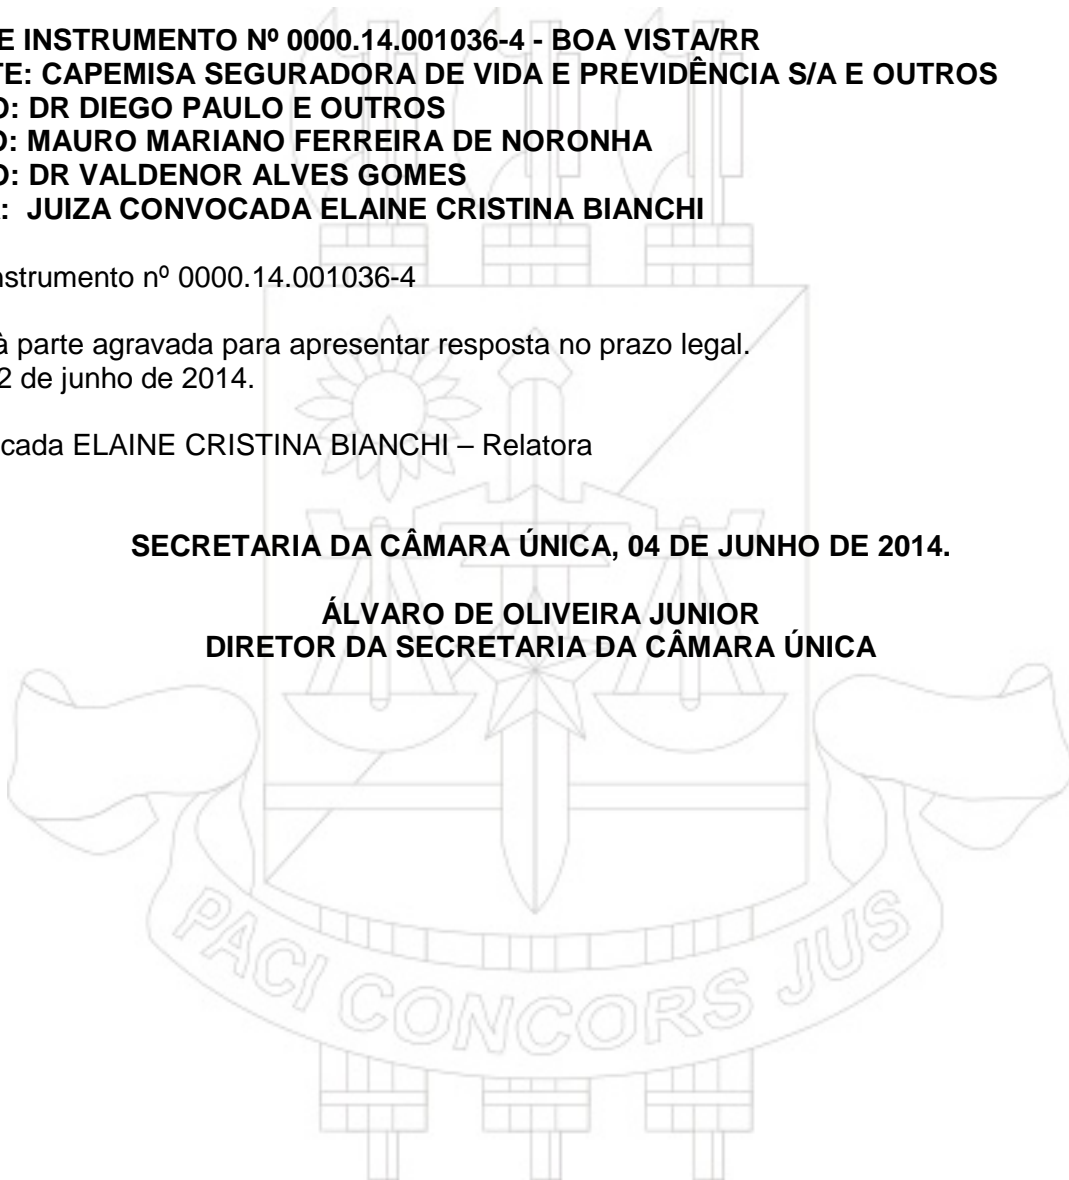 E INSTRUMENTO Nº 0000.14.001036-4 - BOA VISTA/RR
TE: CAPEMISA SEGURADORA DE VIDA E PREVIDÊNCIA S/A E OUTROS
O: DR DIEGO PAULO E OUTROS
O: MAURO MARIANO FERREIRA DE NORONHA
O: DR VALDENOR ALVES GOMES
: JUIZA CONVOCADA ELAINE CRISTINA BIANCHI
nstrumento nº 0000.14.001036-4
à parte agravada para apresentar resposta no prazo legal.
2 de junho de 2014.
cada ELAINE CRISTINA BIANCHI – Relatora
SECRETARIA DA CÂMARA ÚNICA, 04 DE JUNHO DE 2014.
ÁLVARO DE OLIVEIRA JUNIOR
DIRETOR DA SECRETARIA DA CÂMARA ÚNICA
PACI CONCORS JUS